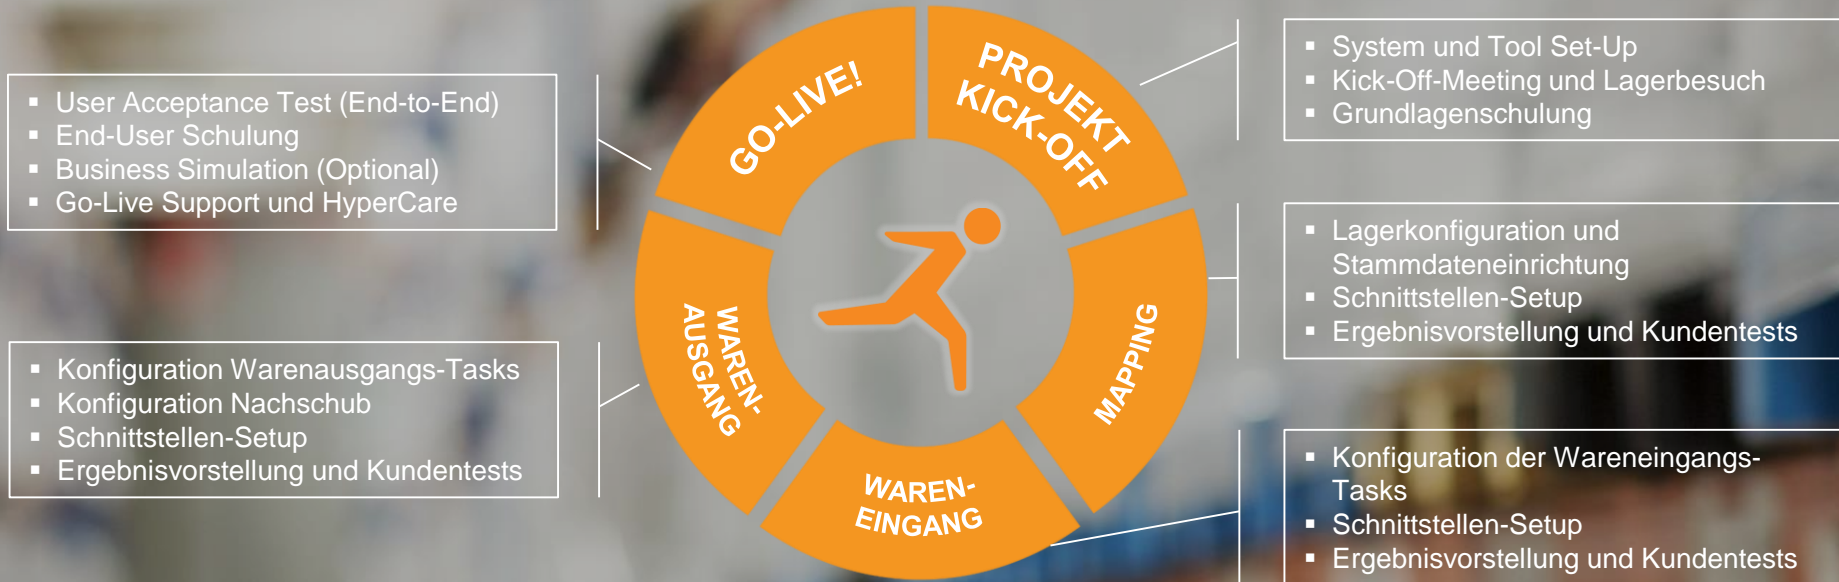 PROJEKT
KICK-OFF
▪ System und Tool Set-Up
▪ Kick-Off-Meeting und Lagerbesuch
▪ Grundlagenschulung
MAPPING
▪ Lagerkonfiguration und
Stammdateneinrichtung
▪ Schnittstellen-Setup
▪ Ergebnisvorstellung und Kundentests
WAREN-
EINGANG
▪ Konfiguration der Wareneingangs-
Tasks
▪ Schnittstellen-Setup
▪ Ergebnisvorstellung und Kundentests
WAREN-
AUSGANG
▪ Konfiguration Warenausgangs-Tasks
▪ Konfiguration Nachschub
▪ Schnittstellen-Setup
▪ Ergebnisvorstellung und Kundentests
GO-LIVE!
▪ User Acceptance Test (End-to-End)
▪ End-User Schulung
▪ Business Simulation (Optional)
▪ Go-Live Support und HyperCare